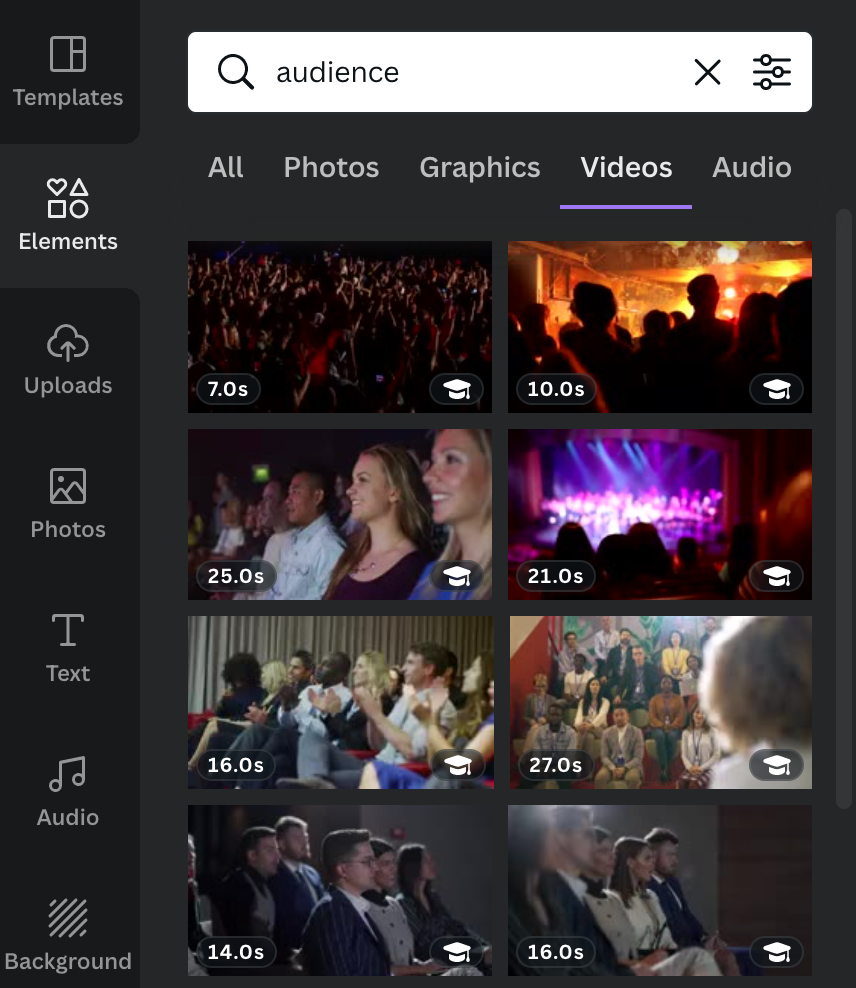 audience
All Photos Graphics Videos Audio
Templates
Elements
Uploads
Photos
Text
Audio
Background
7.0s 10.0s
25.0s 21.0s
16.0s 27.0s
14.0s 16.0s